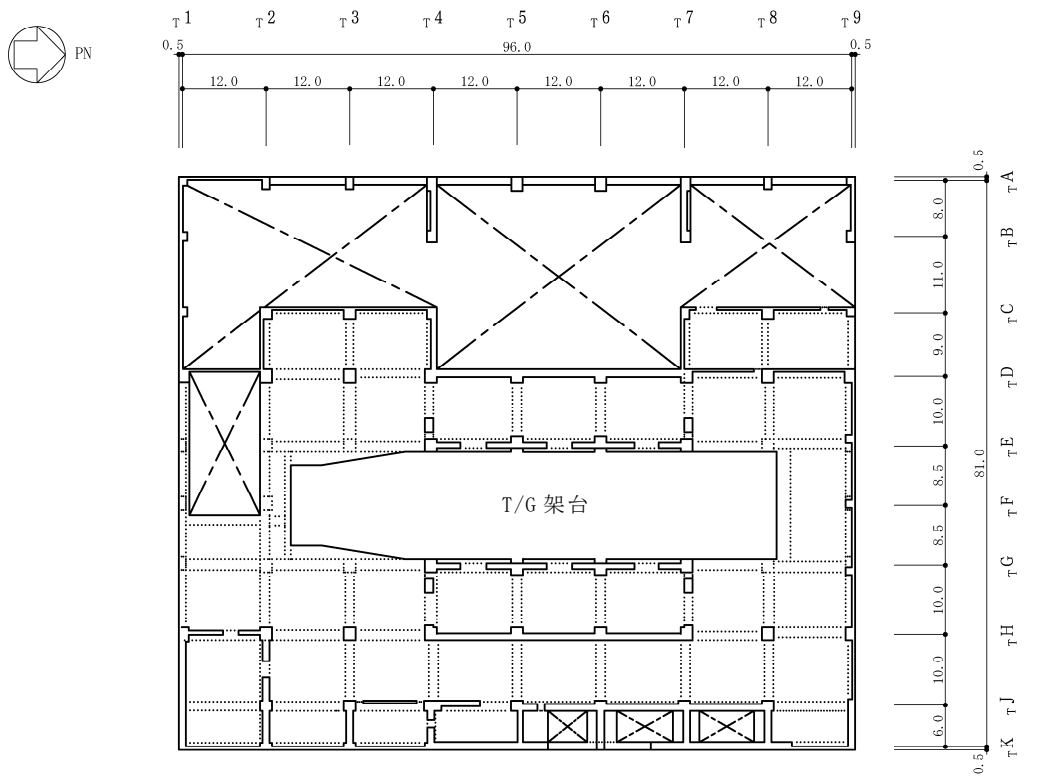 T1 T2 T3 T4 T5 T6 T7 T8 T9
0.5 96.0 0.5
PN
12.0 12.0 12.0 12.0 12.0 12.0 12.0 12.0
0.5
TA
8.0
TB
11.0
TC
9.0
TD
10.0
TE
81.0
8.5
T/G 架台
TF
8.5
TG
10.0
TH
10.0
TJ
6.0
TK
0.5